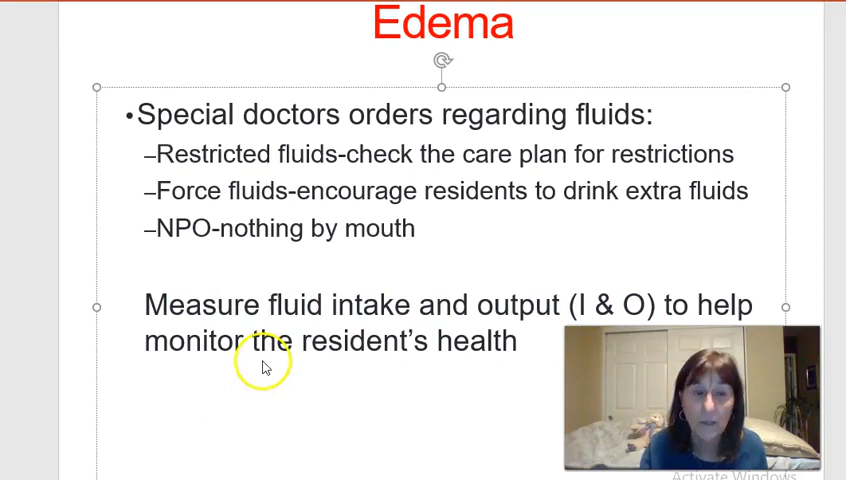 Edema
•Special doctors orders regarding fluids:
–Restricted fluids-check the care plan for restrictions
–Force fluids-encourage residents to drink extra fluids
–NPO-nothing by mouth
Measure fluid intake and output (I & O) to help
monitor the resident’s health
Activate Windows